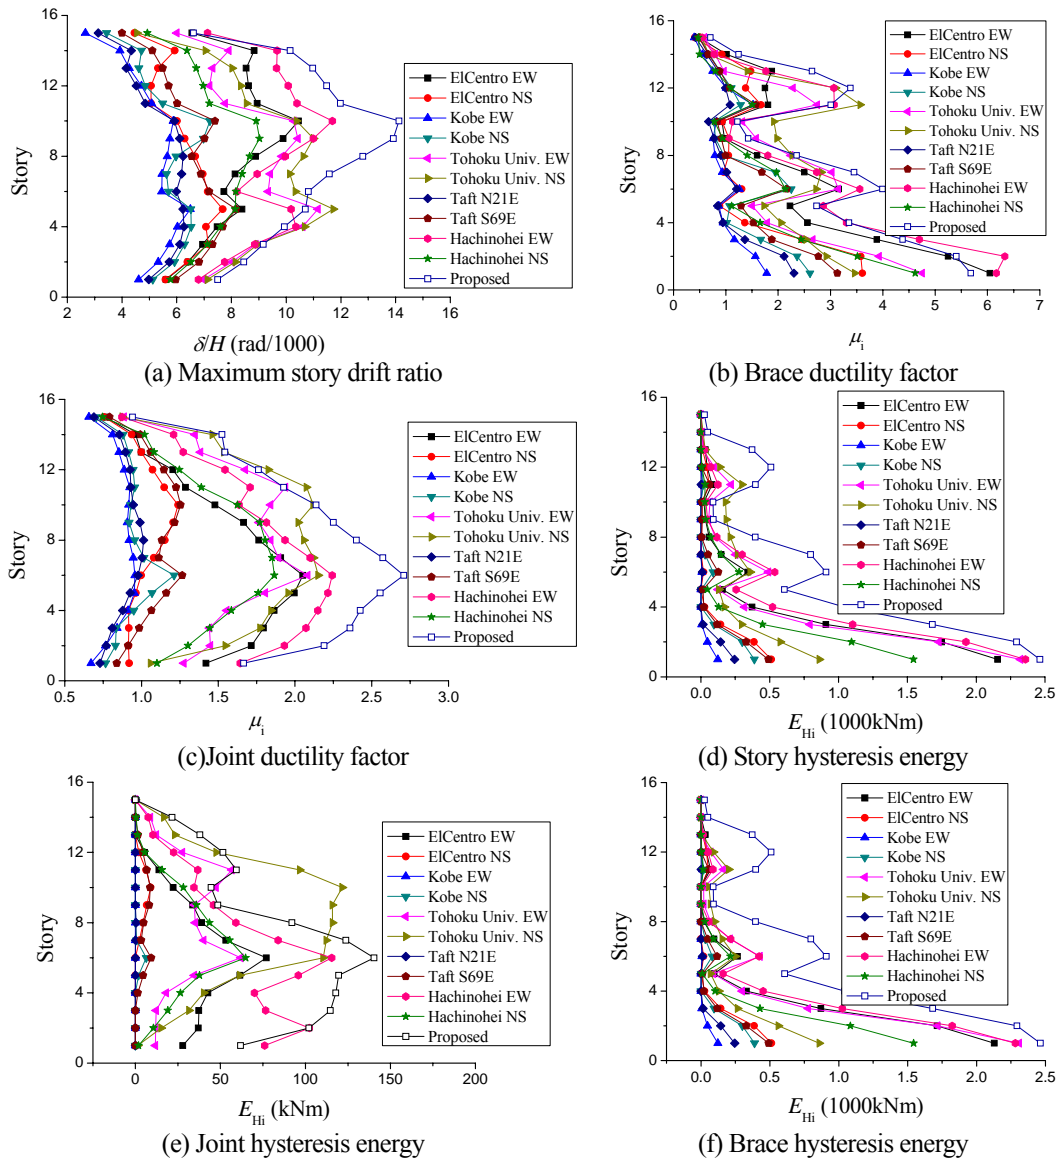 16
14
12
10
8
6
4
2
0
Story
2 4 6 8 10 12 14 16
δ/H (rad/1000)
ElCentro EW
ElCentro NS
Kobe EW
Kobe NS
Tohoku Univ. EW
Tohoku Univ. NS
Taft N21E
Taft S69E
Hachinohei EW
Hachinohei NS
Proposed
(a) Maximum story drift ratio
16
12
8
4
0
Story
0 1 2 3 4 5 6 7
μi
ElCentro EW
ElCentro NS
Kobe EW
Kobe NS
Tohoku Univ. EW
Tohoku Univ. NS
Taft N21E
Taft S69E
Hachinohei EW
Hachinohei NS
Proposed
(b) Brace ductility factor
16
12
8
4
0
Story
0.5 1.0 1.5 2.0 2.5 3.0
μi
ElCentro EW
ElCentro NS
Kobe EW
Kobe NS
Tohoku Univ. EW
Tohoku Univ. NS
Taft N21E
Taft S69E
Hachinohei EW
Hachinohei NS
Proposed
(c)Joint ductility factor
16
12
8
4
0
Story
0.0 0.5 1.0 1.5 2.0 2.5
EHi (1000kNm)
ElCentro EW
ElCentro NS
Kobe EW
Kobe NS
Tohoku Univ. EW
Tohoku Univ. NS
Taft N21E
Taft S69E
Hachinohei EW
Hachinohei NS
Proposed
(d) Story hysteresis energy
16
12
8
4
0
Story
0 50 100 150 200
EHi (kNm)
ElCentro EW
ElCentro NS
Kobe EW
Kobe NS
Tohoku Univ. EW
Tohoku Univ. NS
Taft N21E
Taft S69E
Hachinohei EW
Hachinohei NS
Proposed
(e) Joint hysteresis energy
16
12
8
4
0
Story
0.0 0.5 1.0 1.5 2.0 2.5
EHi (1000kNm)
ElCentro EW
ElCentro NS
Kobe EW
Kobe NS
Tohoku Univ. EW
Tohoku Univ. NS
Taft N21E
Taft S69E
Hachinohei EW
Hachinohei NS
Proposed
(f) Brace hysteresis energy